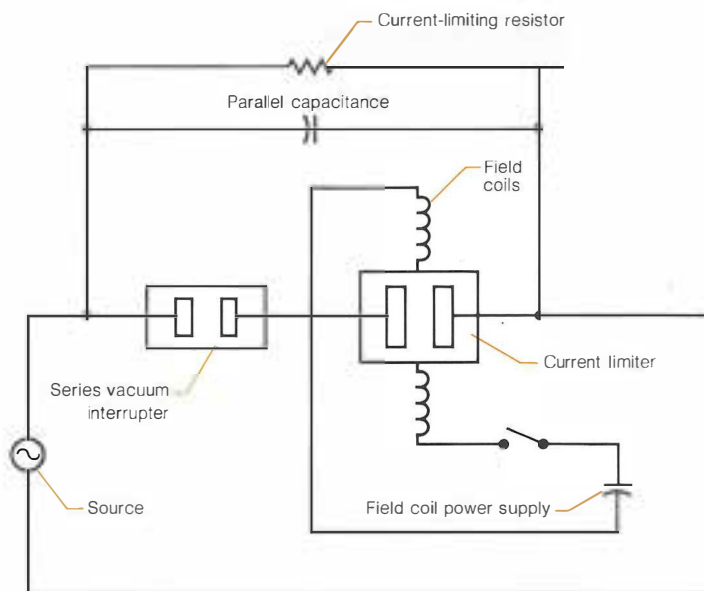 Current-limiting resistor
Parallel capacitance
Field
coils
Current limiter
Series vacuum
interrupter
Source
Field coil power supply